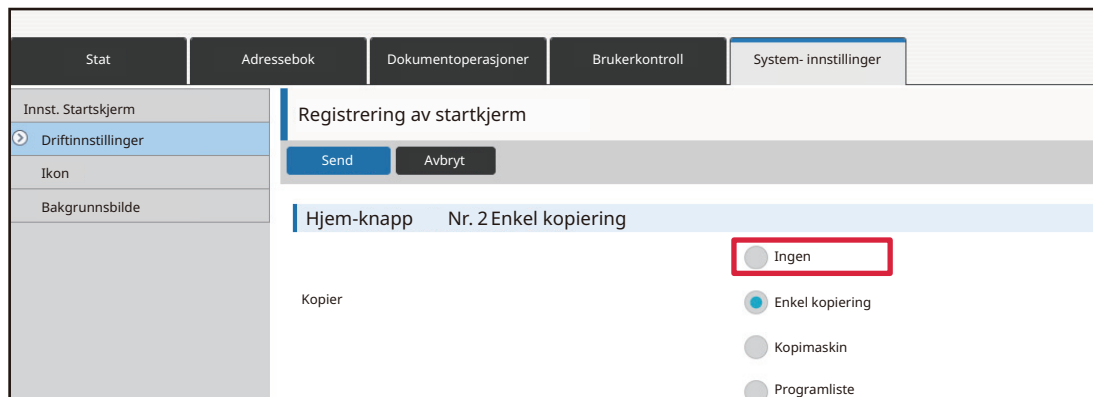 Stat
Adressebok
Dokumentoperasjoner
Brukerkontroll
System- innstillinger
Innst. Startskjerm
Driftinnstillinger
Ikon
Bakgrunnsbilde
Registrering av startkjerm
Send
Avbryt
Hjem-knapp Nr. 2 Enkel kopiering
Ingen
Kopier
Enkel kopiering
Kopimaskin
Programliste